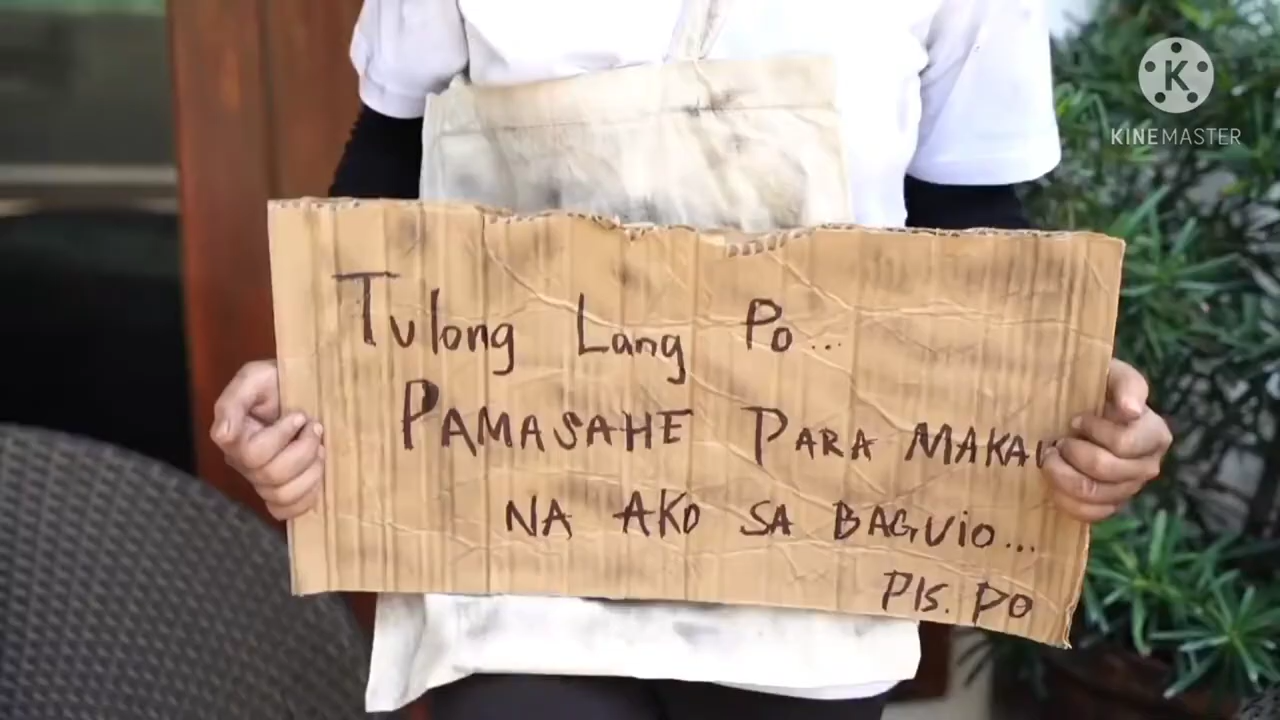 Tulong Lang Po...
PAMASAHE PARA
NA AKO SA BAGUIO...
Pls. Po
K
KINEMASTER